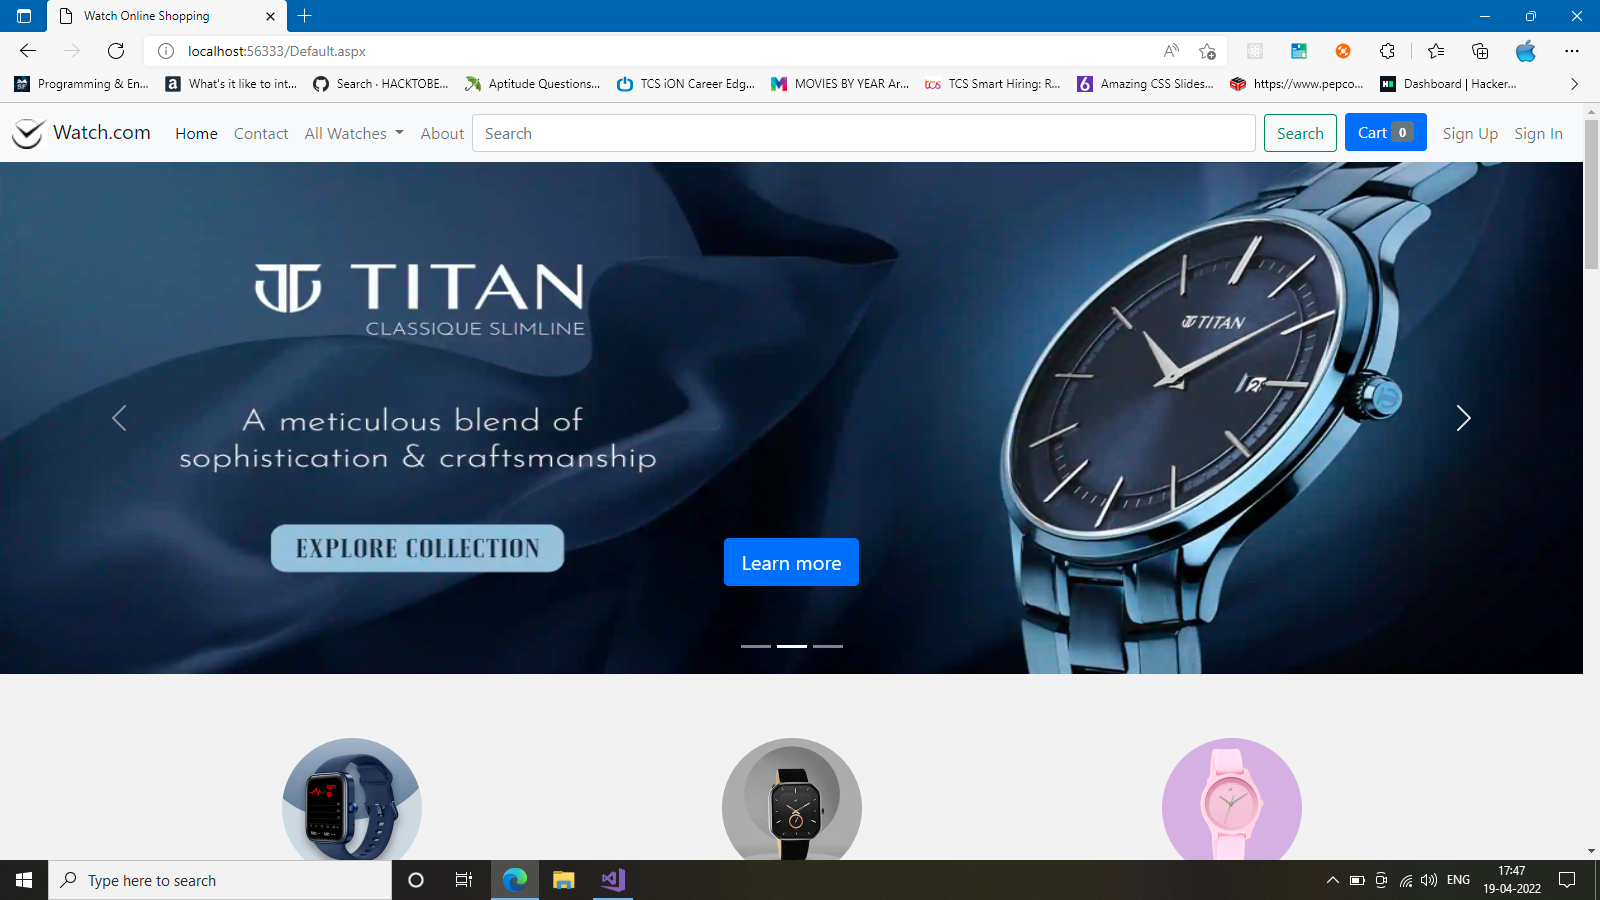 Watch Online Shopping
localhost:56333/Default.aspx
Programming & En...
What's it like to int...
Search · HACKTOBE...
Aptitude Questions...
TCS iON Career Edg...
MOVIES BY YEAR Ar...
TCS Smart Hiring: R...
Amazing CSS Slides...
https://www.pepco...
Dashboard | Hacker...
Watch.com
Home
Contact
All Watches
About
Search
Search
Cart 0
Sign Up
Sign In
TITAN
CLASSIQUE SLIMLINE
A meticulous blend of
sophistication & craftsmanship
EXPLORE COLLECTION
Learn more
TITAN
Type here to search
ENG
17:47
19-04-2022